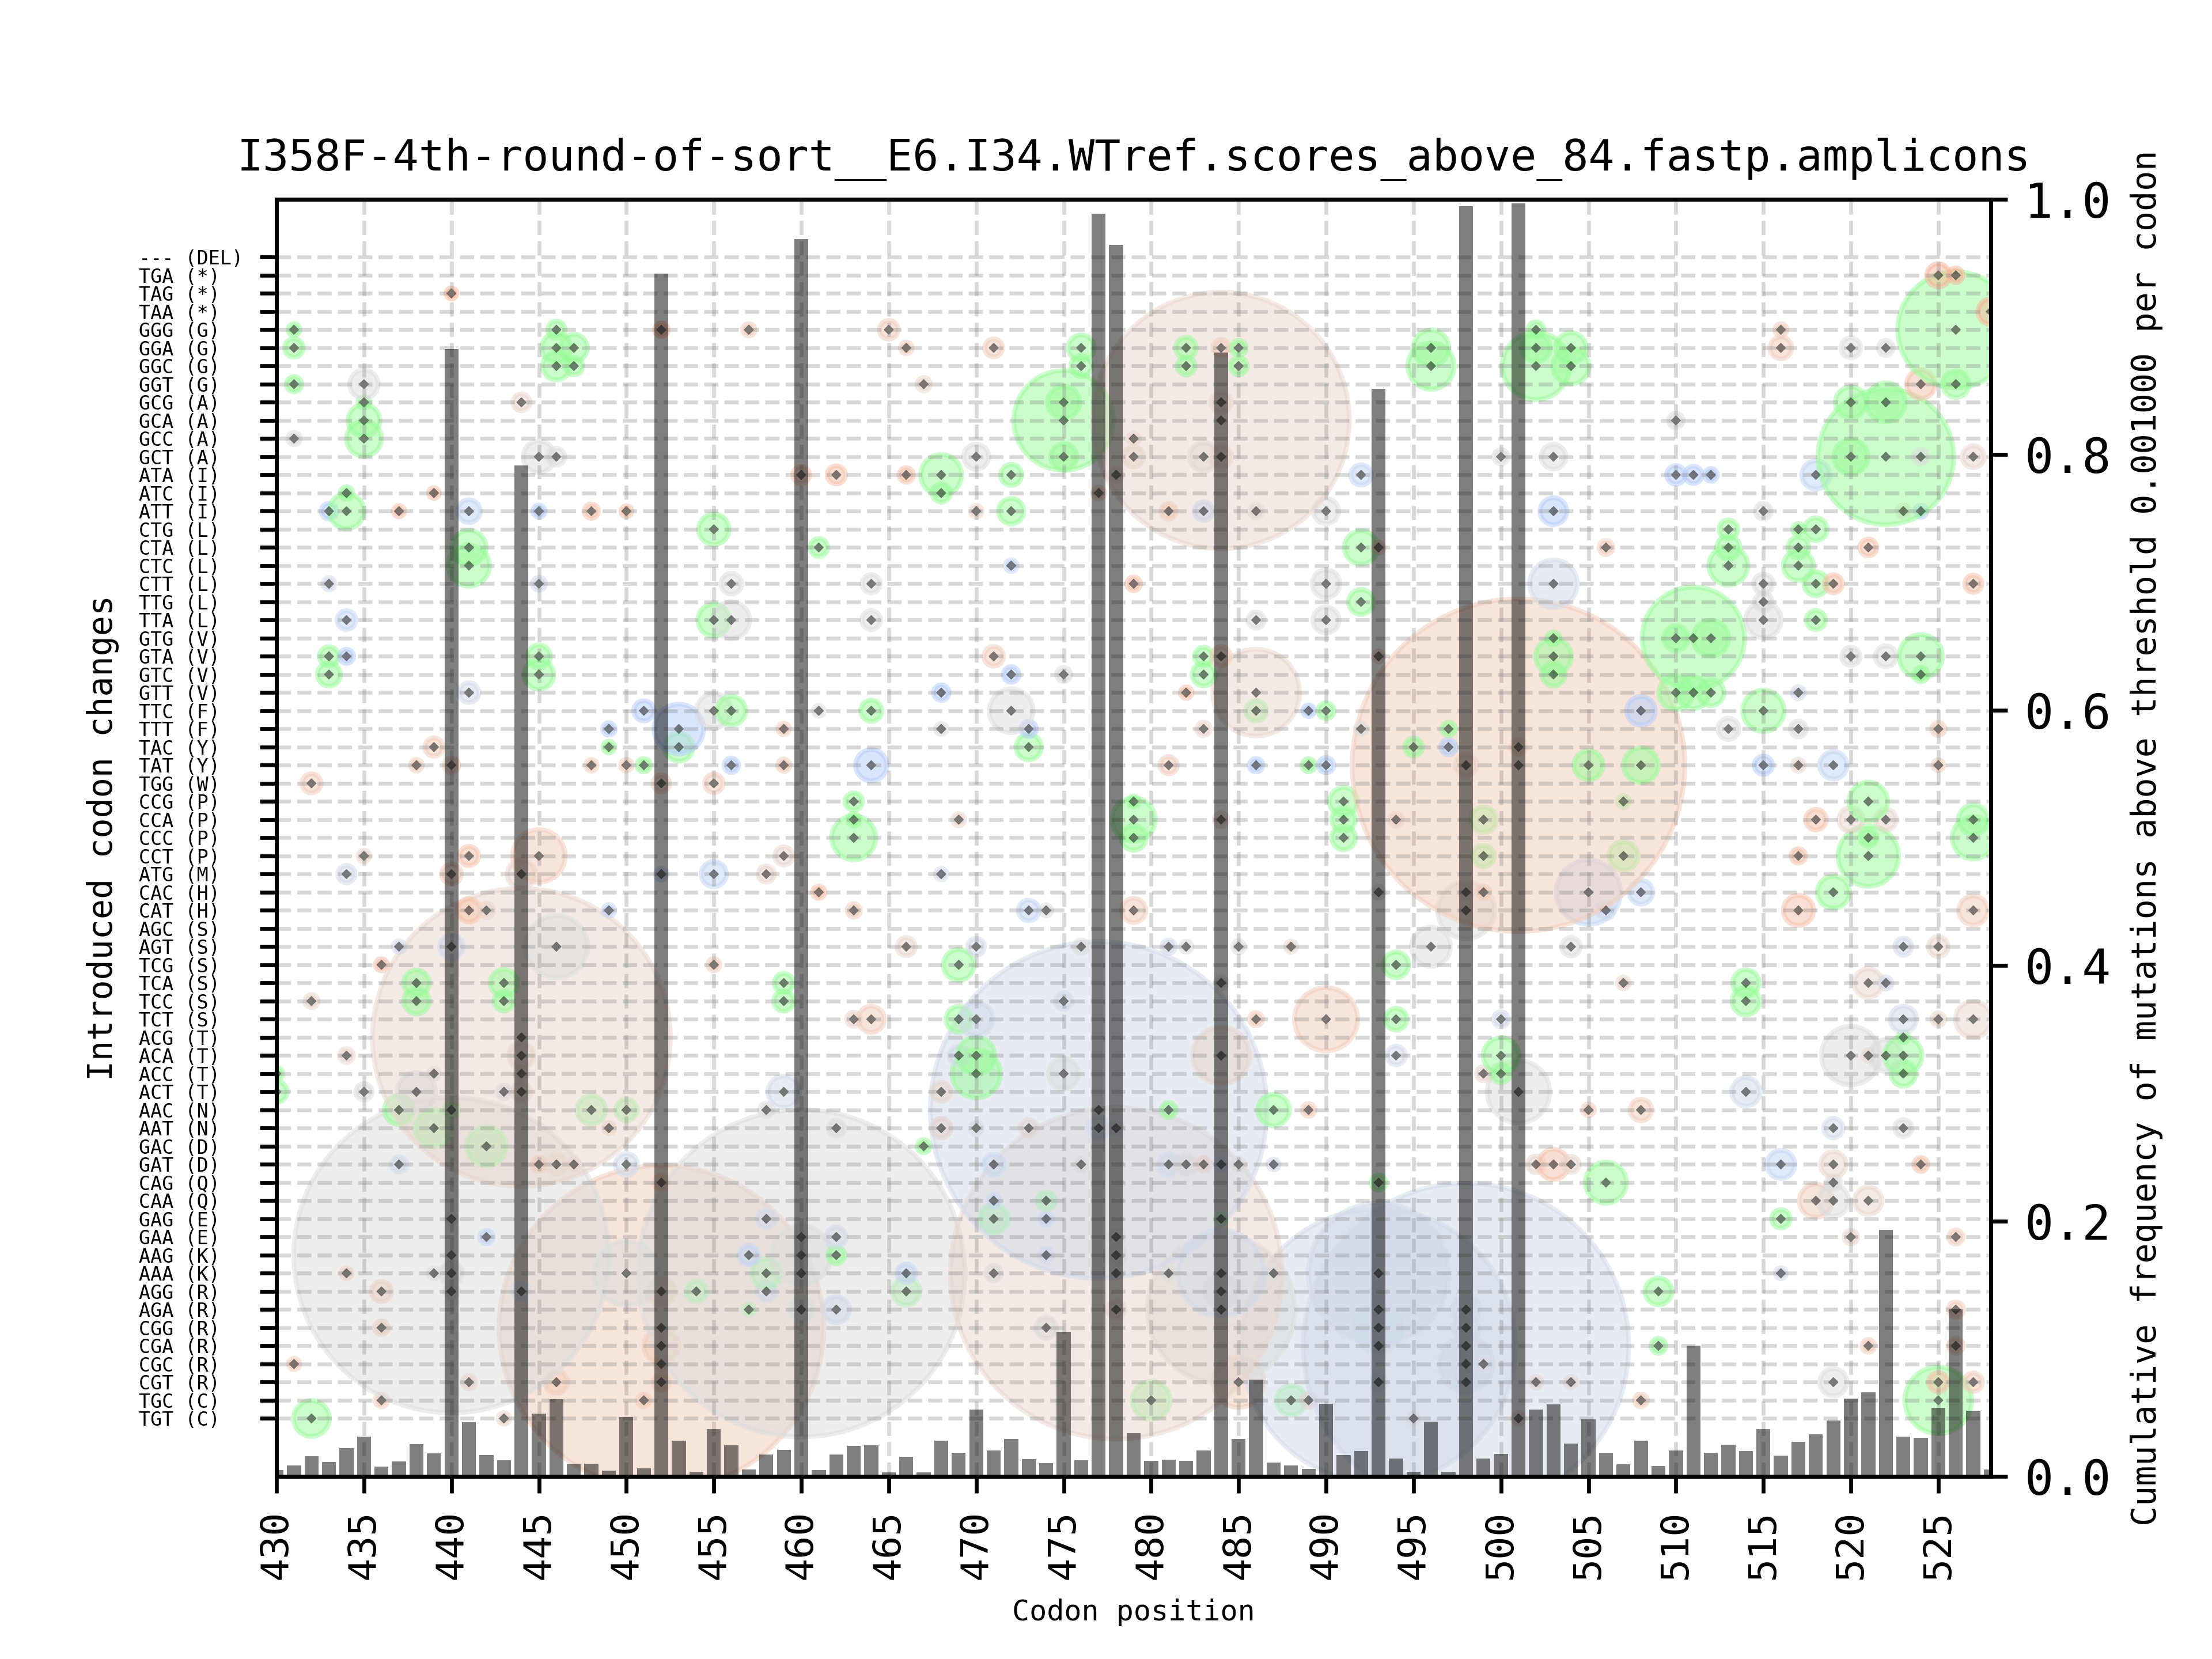 I358F-4th-round-of-sort__E6.I34.WTref.scores_above_84.fastp.amplicons
Introduced codon changes
--- (DEL)
TGA (*)
TAG (*)
TAA (*)
GGG (G)
GGA (G)
GGC (G)
GGT (G)
GCG (A)
GCA (A)
GCC (A)
GCT (A)
ATA (I)
ATC (I)
ATT (I)
CTG (L)
CTA (L)
CTC (L)
CTT (L)
TTG (L)
TTA (L)
GTG (V)
GTA (V)
GTC (V)
GTT (V)
TTC (F)
TTT (F)
TAC (Y)
TAT (Y)
TGG (W)
CCG (P)
CCA (P)
CCC (P)
CCT (P)
ATG (M)
CAC (H)
CAT (H)
AGC (S)
AGT (S)
TCG (S)
TCA (S)
TCC (S)
TCT (S)
ACG (T)
ACA (T)
ACC (T)
ACT (T)
AAC (N)
AAT (N)
GAC (D)
GAT (D)
CAG (Q)
CAA (Q)
GAG (E)
GAA (E)
AAG (K)
AAA (K)
AGG (R)
AGA (R)
CGG (R)
CGA (R)
CGC (R)
CGT (R)
TGC (C)
TGT (C)
430 435 440 445 450 455 460 465 470 475 480 485 490 495 500 505 510 515 520 525
Codon position
1.0
0.8
0.6
0.4
0.2
0.0
Cumulative frequency of mutations above threshold 0.001000 per codon